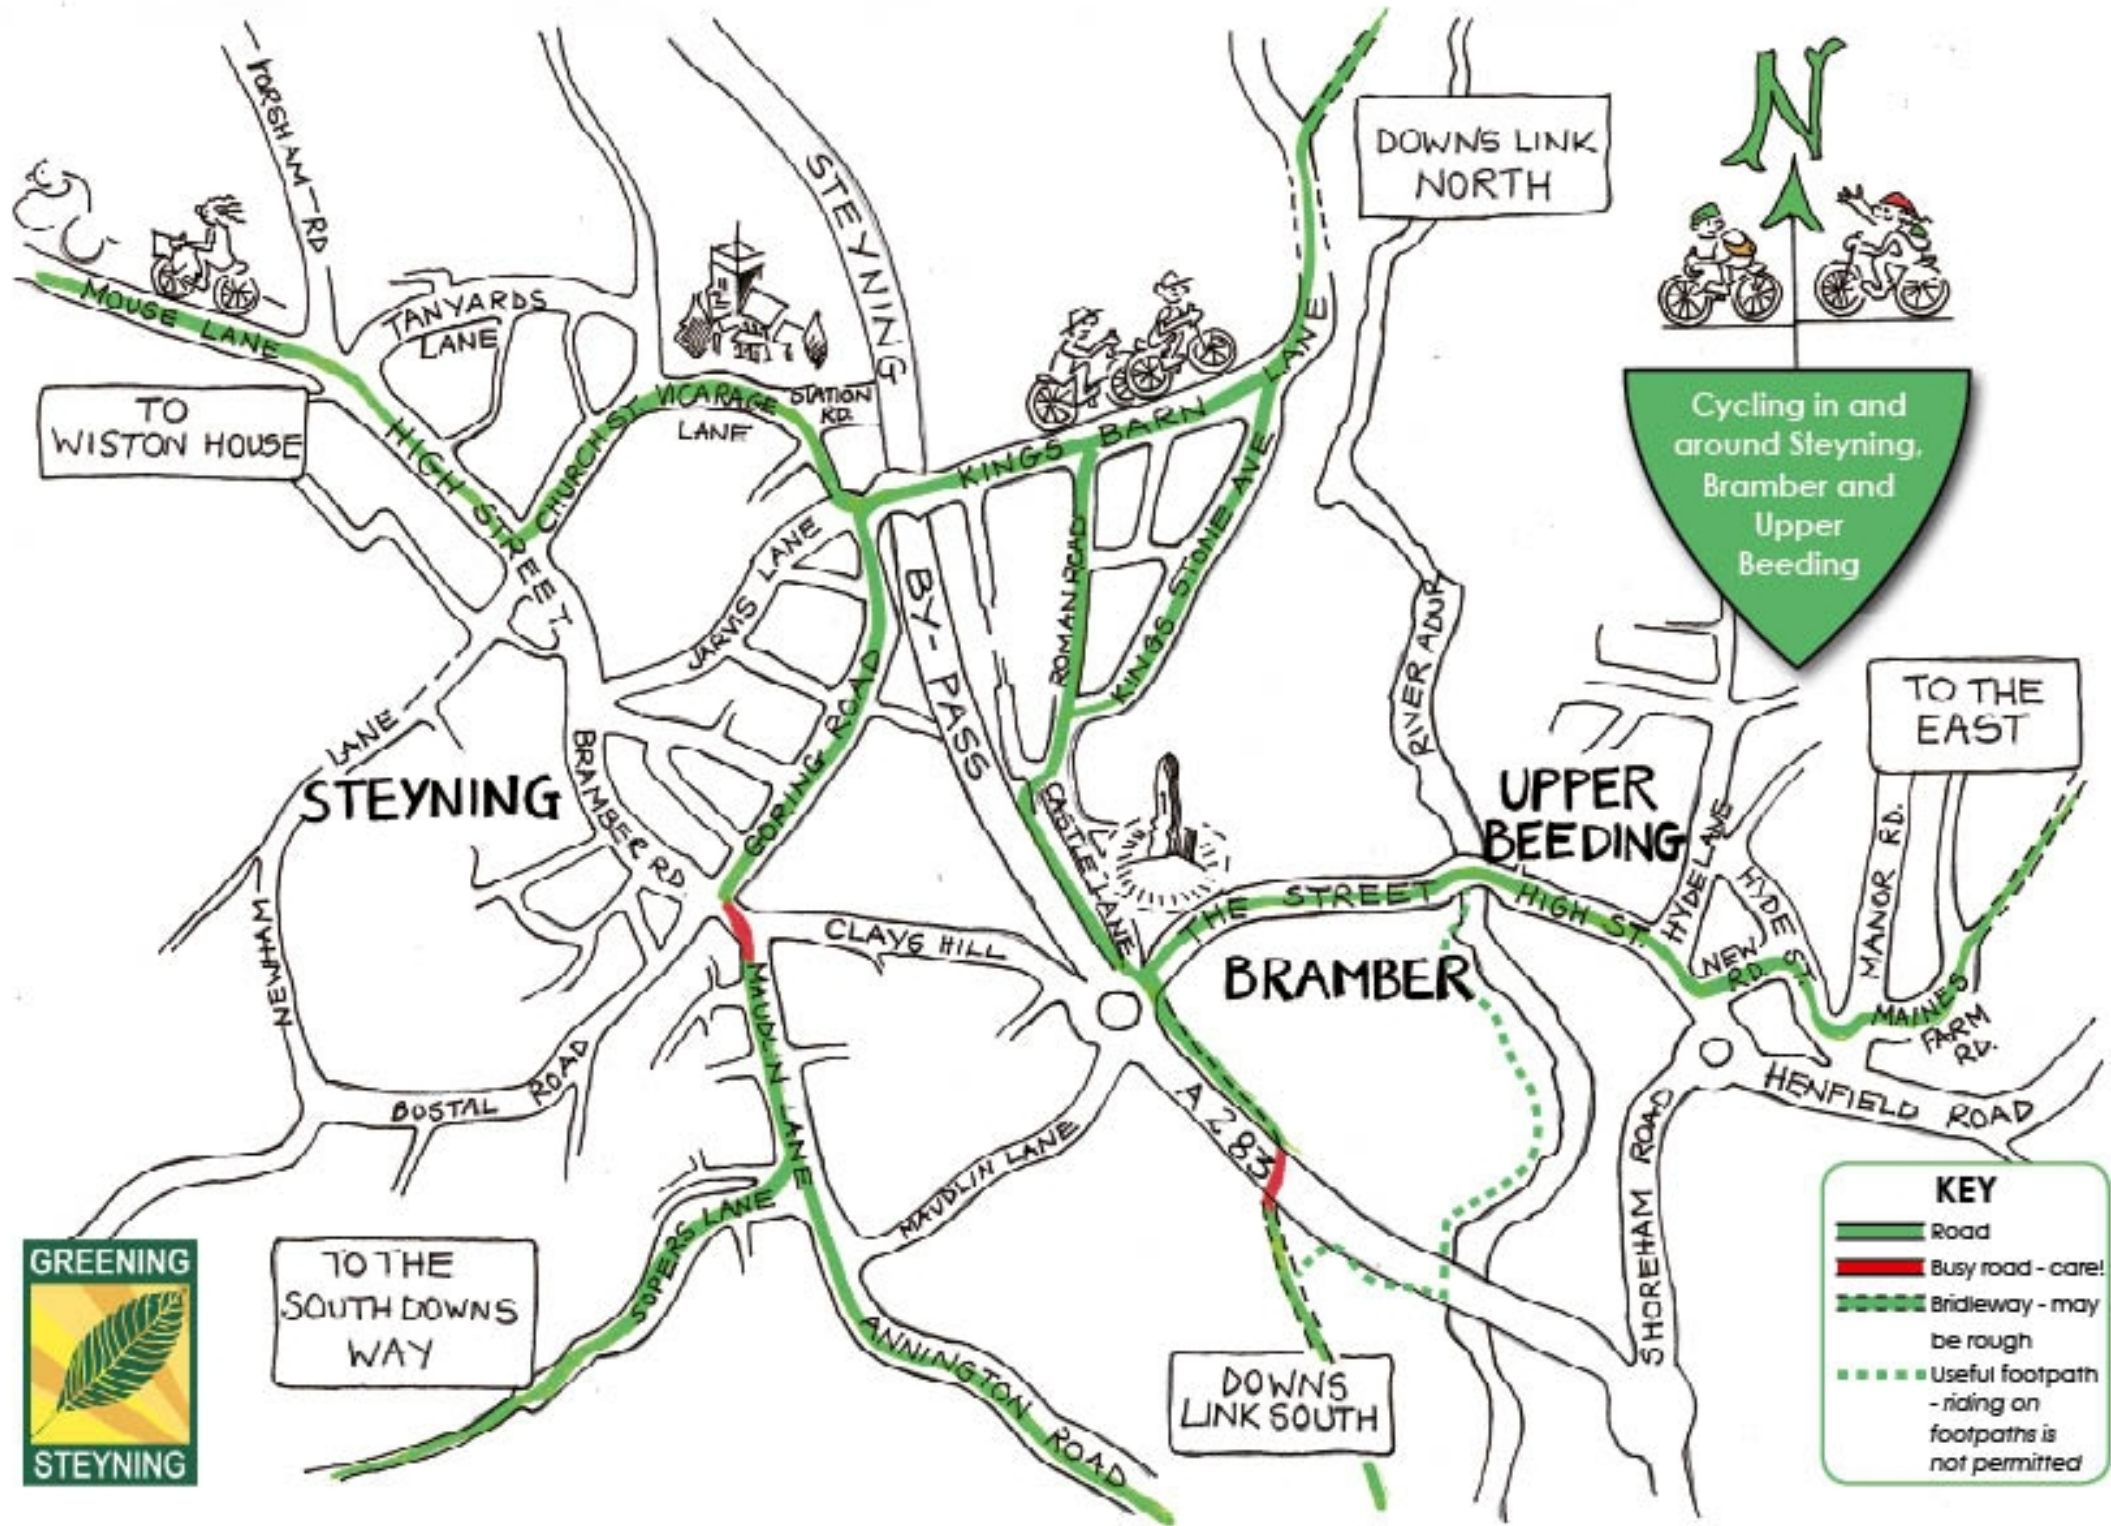 HORSHAM RD
MOUSE LANE
TANYARDS
LANE
TO
WISTON HOUSE
HIGH STREET
CHURCH ST.
VICARAGE
LANE
STATION
RD.
STEYNING
BY-PASS
KINGS BARN LANE
DOWNS LINK
NORTH
N
Cycling in and
around Steyning,
Bramber and
Upper
Beeding
JARVIS LANE
ROMAN ROAD
KINGS STONE AVE
RIVER ADUR
TO THE
EAST
LANE
STEYNING
BRAMBER RD.
GORING ROAD
CASTLE LANE
UPPER
BEEDING
HYDE LANE
HYDE ST.
MANOR RD.
NEWHAM
CLAYS HILL
THE STREET
HIGH ST.
NEW
RD.
BRAMBER
MAINES
FARM
RD.
MAUDLIN LANE
BOSTAL ROAD
A 283
HENFIELD ROAD
MAUDLIN LANE
SHOREHAM ROAD
SOPERS LANE
TO THE
SOUTH DOWNS
WAY
ANNINGTON ROAD
DOWNS
LINK SOUTH
GREENING
STEYNING
KEY
Road
Busy road - care!
Bridleway - may
be rough
Useful footpath
- riding on
footpaths is
not permitted